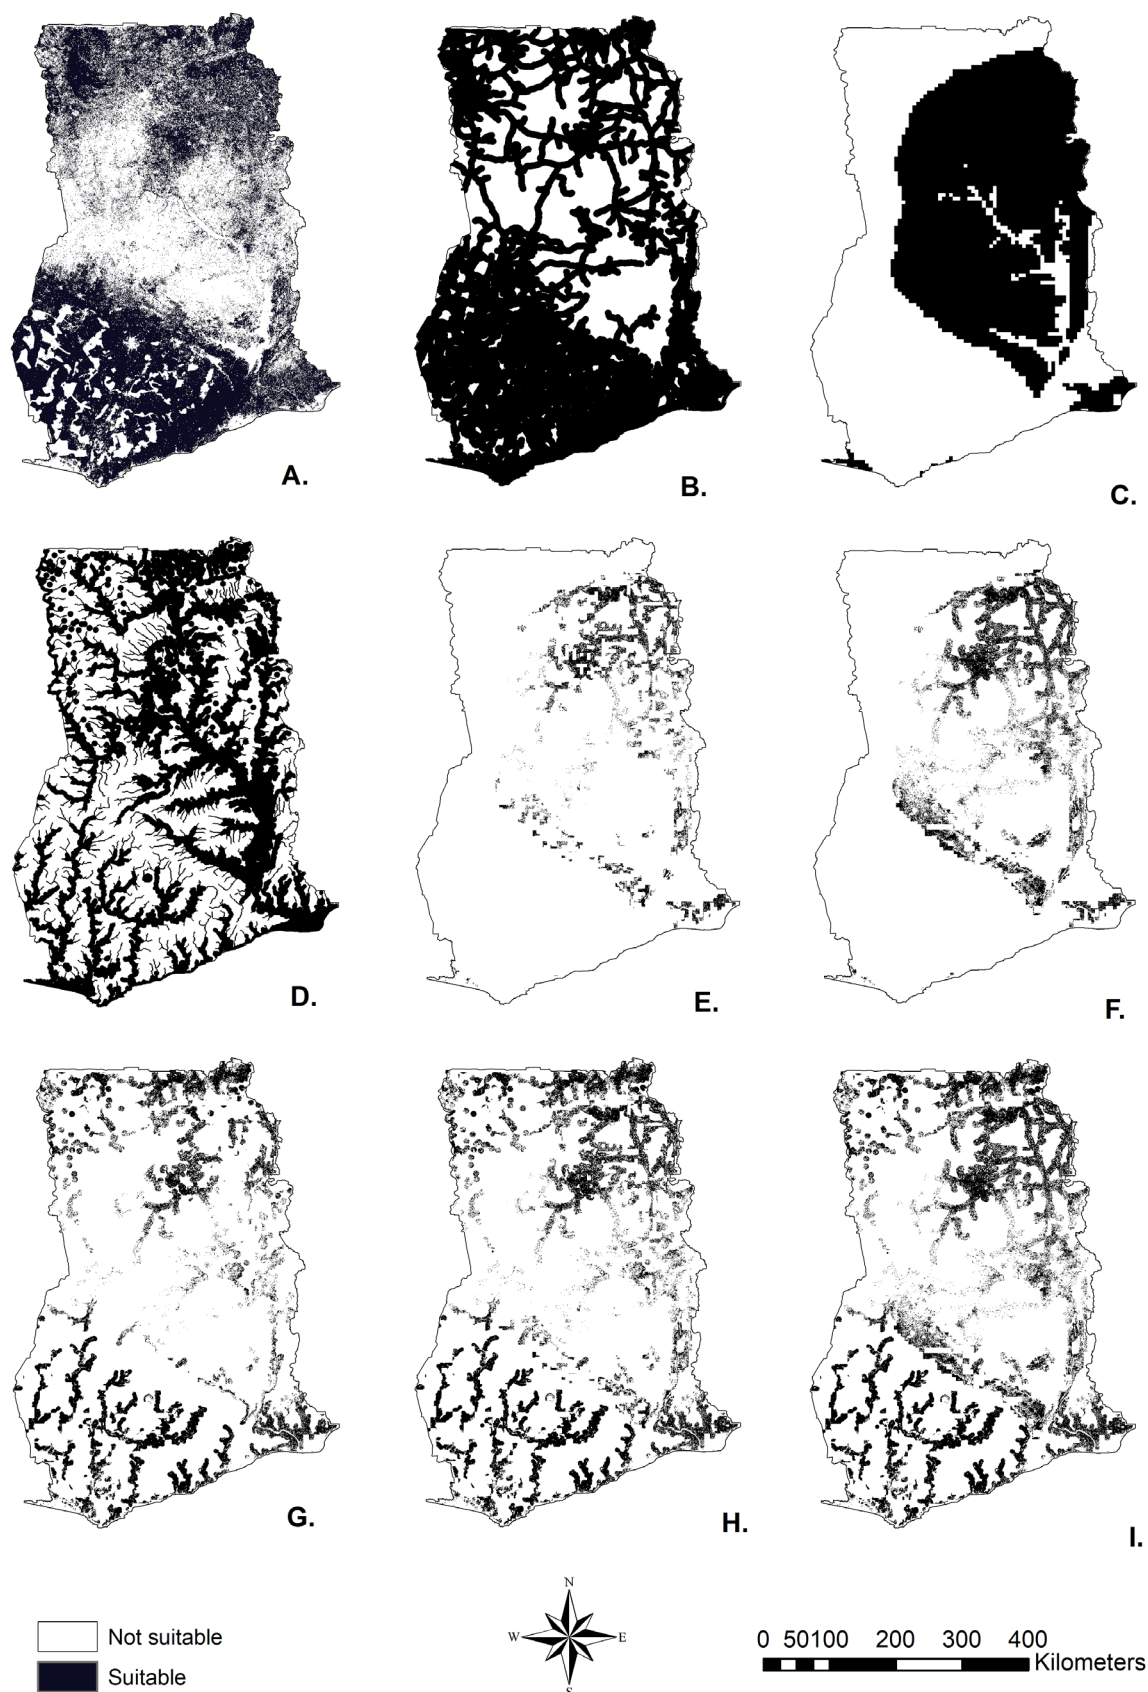 A.
B.
C.
D.
E.
F.
G.
H.
I.
N
W E
S
Not suitable
Suitable
0 50100 200 300 400
Kilometers